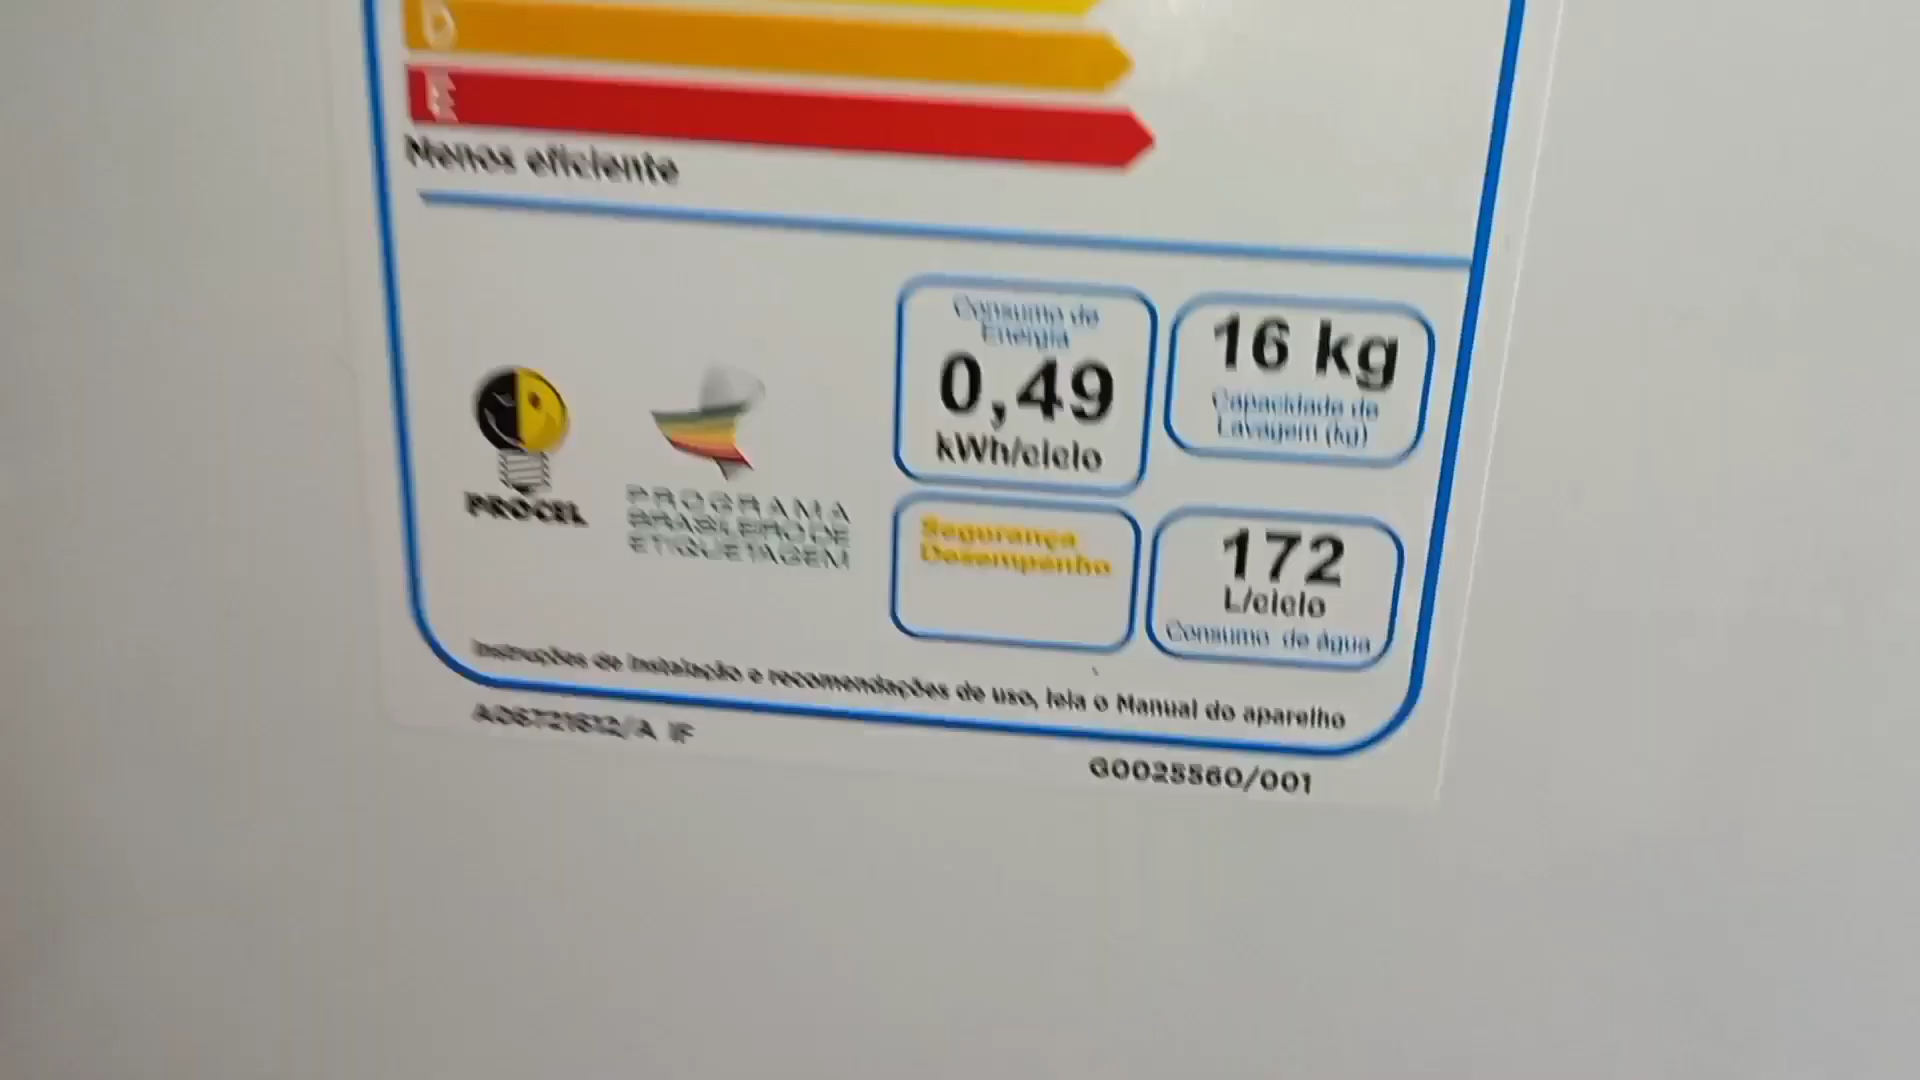 D
E
Menos eficiente
Consumo de
Energia
0,49
kWh/ciclo
16 kg
Capacidade de
Lavagem (kg)
PROCEL
PROGRAMA
BRASILEIRO DE
ETIQUETAGEM
Segurança
Desempenho
172
L/ciclo
Consumo de água
Instruções de instalação e recomendações de uso, leia o Manual do aparelho
G0025560/001